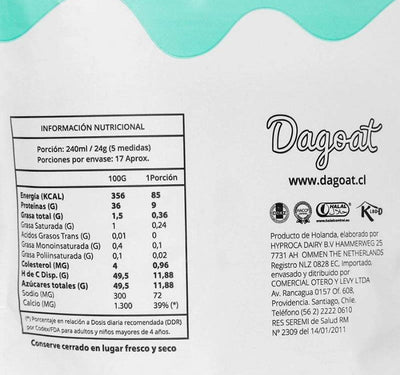 INFORMACIÓN NUTRICIONAL
Porción: 240ml / 24g (5 medidas)
Porciones por envase: 17 Aprox.
100G 1Porción
Energía (KCAL) 356 85
Proteínas (G) 36 9
Grasa total (G) 1,5 0,36
Grasa Saturada (G) 1 0,24
Ácidos Grasos Trans (G) 0,01 0
Grasa Monoinsaturada (G) 0,4 0,1
Grasa Poliinsaturada (G) 0,1 0,02
Colesterol (MG) 4 0,96
H de C Disp. (G) 49,5 11,88
Azúcares totales (G) 49,5 11,88
Sodio (MG) 300 72
Calcio (MG) 1.300 39% (*)
(*) Porcentaje en relación a Dosis diaria recomendada (DDR)
por Codex/FDA para adultos y niños mayores de 4 años.
Conserve cerrado en lugar fresco y seco
Dagoat
www.dagoat.cl
HALAL
Producto de Holanda, elaborado por
HYPROCA DAIRY B.V HAMMERWEG 25
7731 AH OMMEN THE NETHERLANDS
Registro NLZ 0828 EC. Importado,
envasado y distribuido por
COMERCIAL OTERO Y LEVY LTDA
Av. Rancagua 0157 Of. 94,
Providencia. Santiago, Chile.
Teléfono (56 2) 2222 0610
RES SEREMI de Salud RM
N° 2309 del 14/01/2011